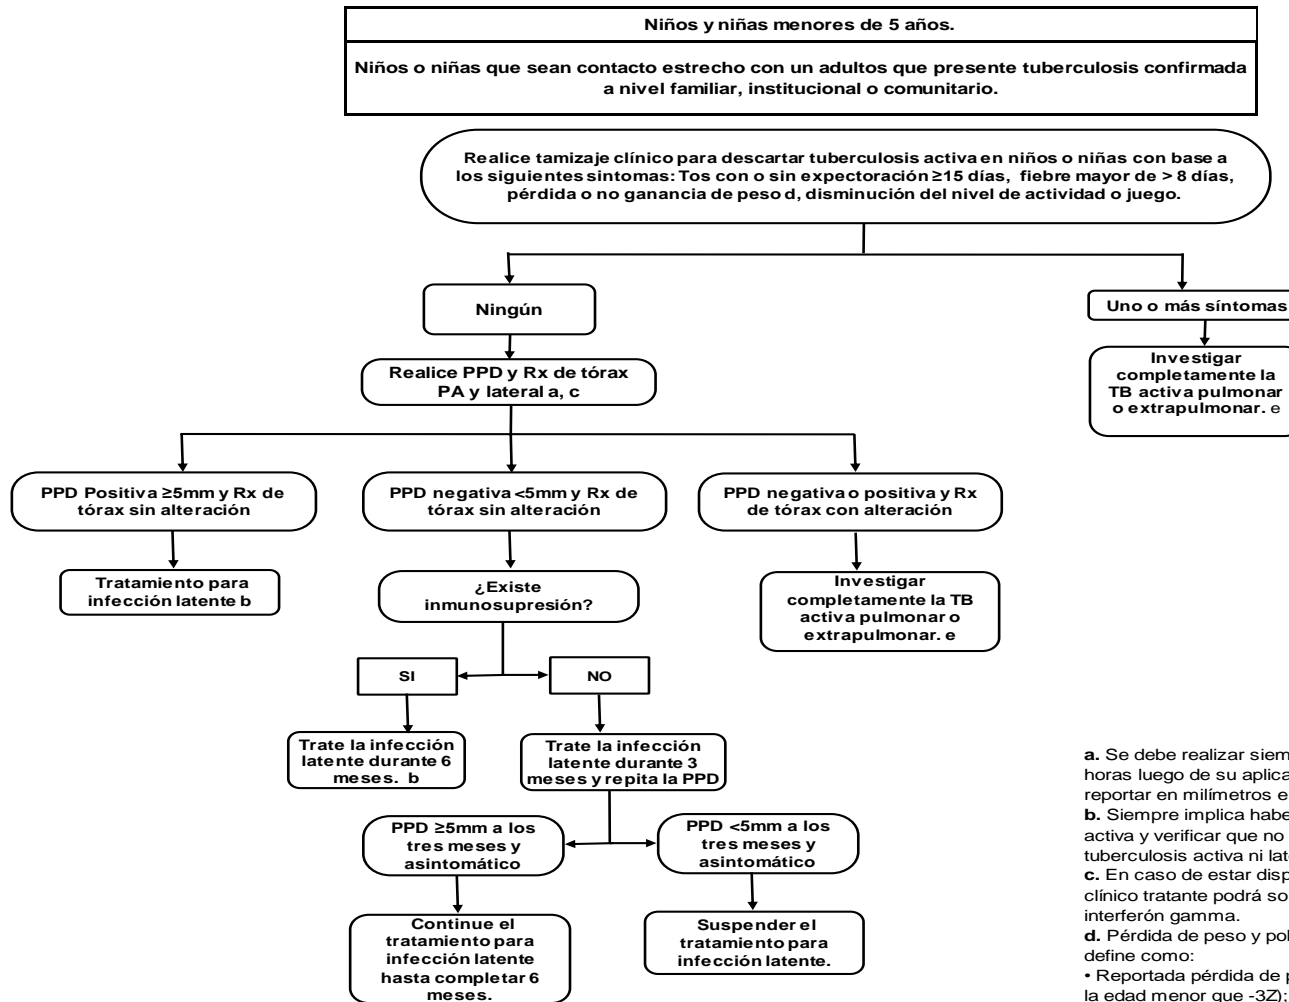 Niños y niñas menores de 5 años.
Niños o niñas que sean contacto estrecho con un adultos que presente tuberculosis confirmada
a nivel familiar, institucional o comunitario.
Realice tamizaje clínico para descartar tuberculosis activa en niños o niñas con base a
los siguientes sintomas: Tos con o sin expectoración ≥15 días, fiebre mayor de > 8 días,
pérdida o no ganancia de peso d, disminución del nivel de actividad o juego.
Ningún
Uno o más síntomas
Realice PPD y Rx de tórax
PA y lateral a, c
Investigar
completamente la
TB activa pulmonar
o extrapulmonar. e
PPD Positiva ≥5mm y Rx de
tórax sin alteración
PPD negativa <5mm y Rx de
tórax sin alteración
PPD negativa o positiva y Rx
de tórax con alteración
Tratamiento para
infección latente b
¿Existe
inmunosupresión?
Investigar
completamente la TB
activa pulmonar o
extrapulmonar. e
SI
NO
Trate la infección
latente durante 6
meses. b
Trate la infección
latente durante 3
meses y repita la PPD
PPD ≥5mm a los
tres meses y
asintomático
PPD <5mm a los
tres meses y
asintomático
Continue el
tratamiento para
infección latente
hasta completar 6
meses.
Suspender el
tratamiento para
infección latente.
a. Se debe realizar siem
horas luego de su aplica
reportar en milímetros e
b. Siempre implica habe
activa y verificar que no
tuberculosis activa ni lat
c. En caso de estar disp
clínico tratante podrá so
interferón gamma.
d. Pérdida de peso y pol
define como:
• Reportada pérdida de p
la edad menor que -3Z);